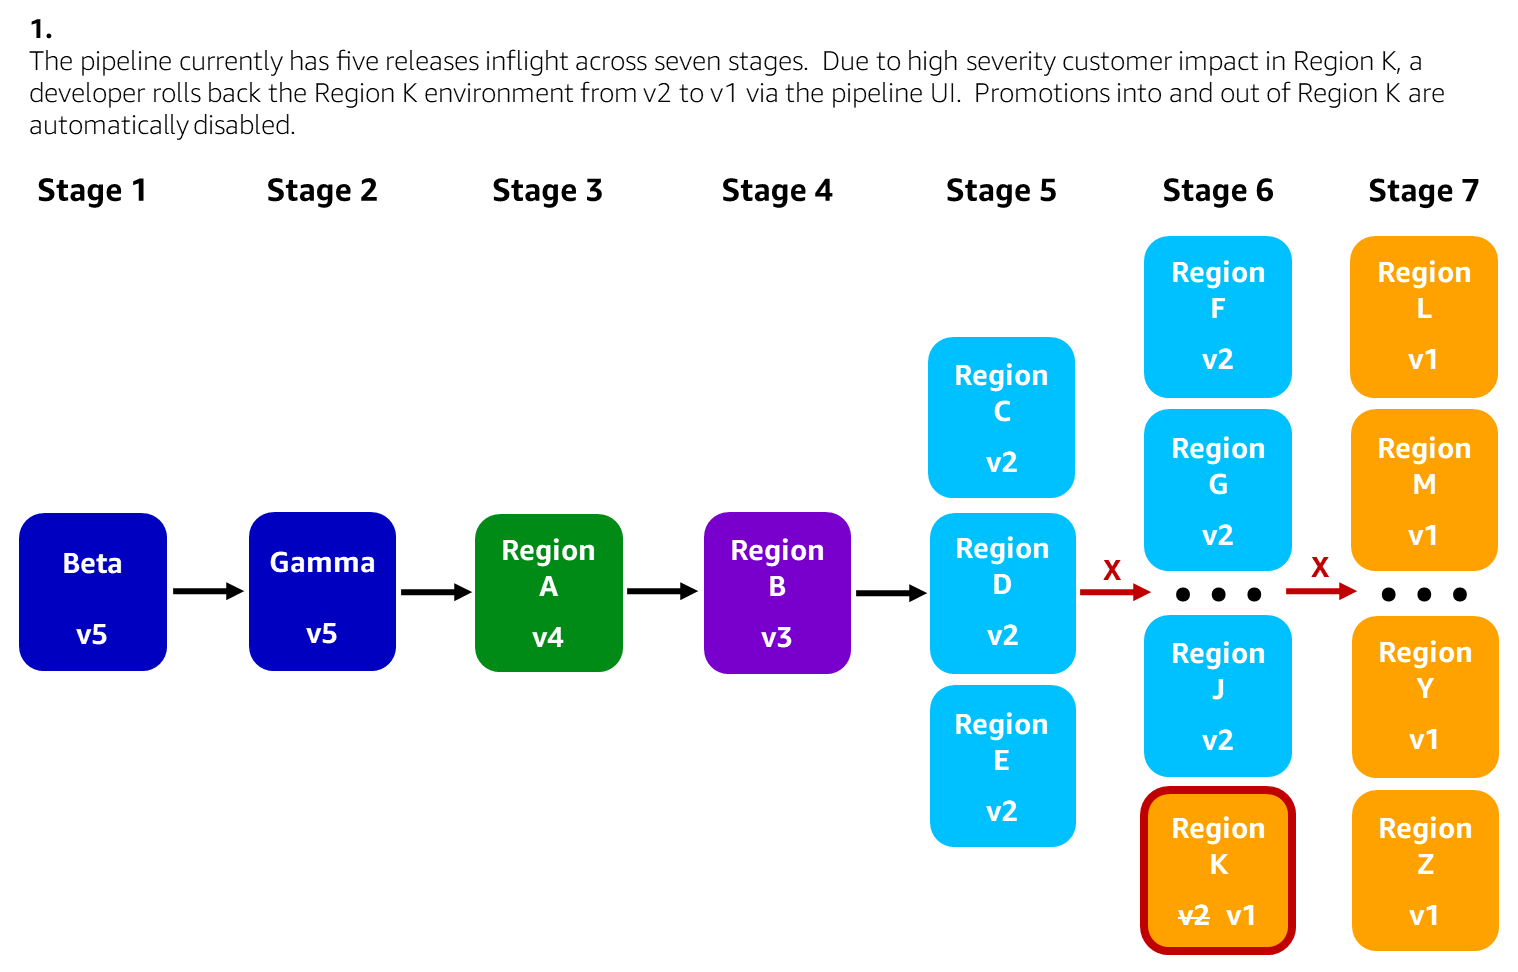 1.
The pipeline currently has five releases inflight across seven stages.  Due to high severity customer impact in Region K, a
developer rolls back the Region K environment from v2 to v1 via the pipeline UI.  Promotions into and out of Region K are
automatically disabled.
Stage 1
Stage 2
Stage 3
Stage 4
Stage 5
Stage 6
Stage 7
Beta
v5
Gamma
v5
Region
A
v4
Region
B
v3
Region
C
v2
Region
D
v2
Region
E
v2
X
Region
F
v2
Region
G
v2
• • •
Region
J
v2
Region
K
v2 v1
X
Region
L
v1
Region
M
v1
• • •
Region
Y
v1
Region
Z
v1